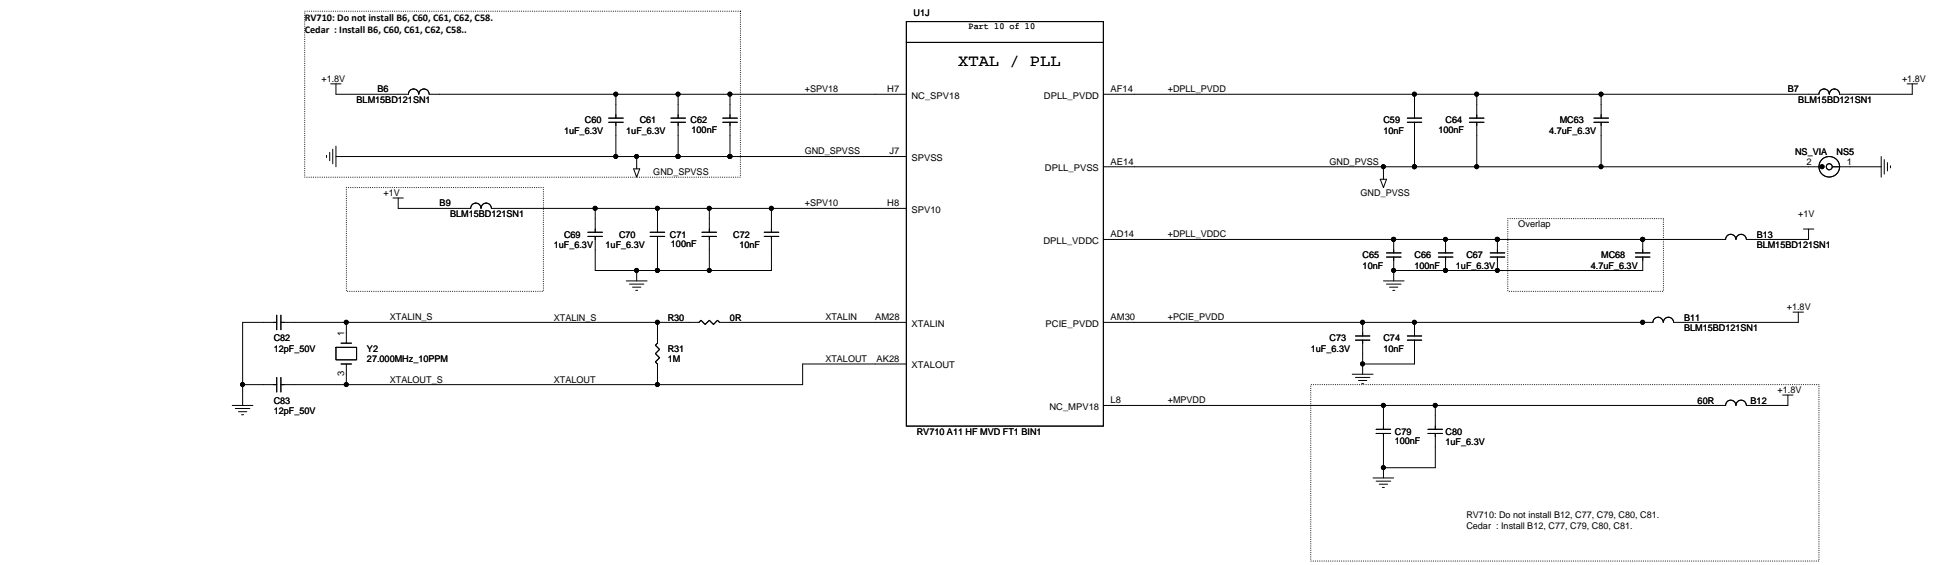 RV710: Do not install B6, C60, C61, C62, C58.
Cedar : Install B6, C60, C61, C62, C58..
+1.8V
B6
BLM15BD121SN1
+SPV18
H7
C60
1uF_6.3V
C61
1uF_6.3V
C62
100nF
GND_SPVSS
J7
GND_SPVSS
+1V
B9
BLM15BD121SN1
+SPV10
H8
C69
1uF_6.3V
C70
1uF_6.3V
C71
100nF
C72
10nF
XTALIN_S
XTALIN_S
R30
0R
XTALIN
AM28
C82
12pF_50V
1
Y2
27.000MHz_10PPM
3
R31
1M
XTALOUT
AK28
XTALOUT_S
XTALOUT
C83
12pF_50V
U1J
Part 10 of 10
XTAL / PLL
NC_SPV18
DPLL_PVDD
SPVSS
DPLL_PVSS
SPV10
DPLL_VDDC
XTALIN
PCIE_PVDD
XTALOUT
NC_MPV18
RV710 A11 HF MVD FT1 BIN1
AF14
+DPLL_PVDD
C59
10nF
C64
100nF
MC63
4.7uF_6.3V
B7
BLM15BD121SN1
+1.8V
AE14
GND_PVSS
GND_PVSS
NS_VIA
NS5
2
1
AD14
+DPLL_VDDC
Overlap
C65
10nF
C66
100nF
C67
1uF_6.3V
MC68
4.7uF_6.3V
+1V
B13
BLM15BD121SN1
AM30
+PCIE_PVDD
C73
1uF_6.3V
C74
10nF
+1.8V
B11
BLM15BD121SN1
L8
+MPVDD
+1.8V
60R
B12
C79
100nF
C80
1uF_6.3V
RV710: Do not install B12, C77, C79, C80, C81.
Cedar : Install B12, C77, C79, C80, C81.